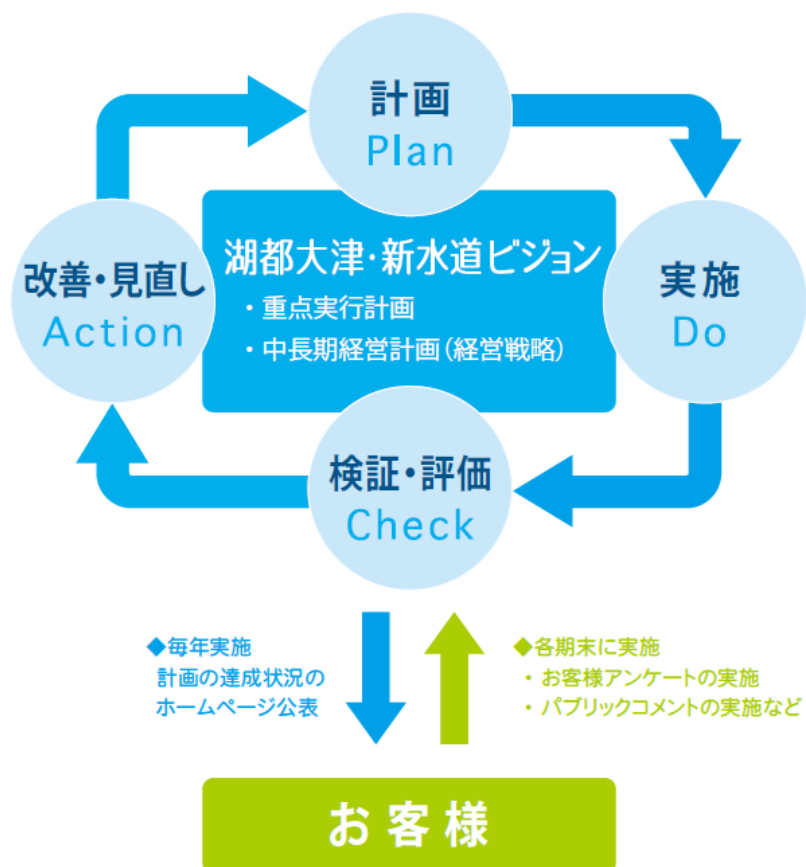 計画
Plan
湖都大津・新水道ビジョン
・重点実行計画
・中長期経営計画(経営戦略)
改善・見直し
Action
実施
Do
検証・評価
Check
◆毎年実施
計画の達成状況の
ホームページ公表
◆各期末に実施
・お客様アンケートの実施
・パブリックコメントの実施など
お客様